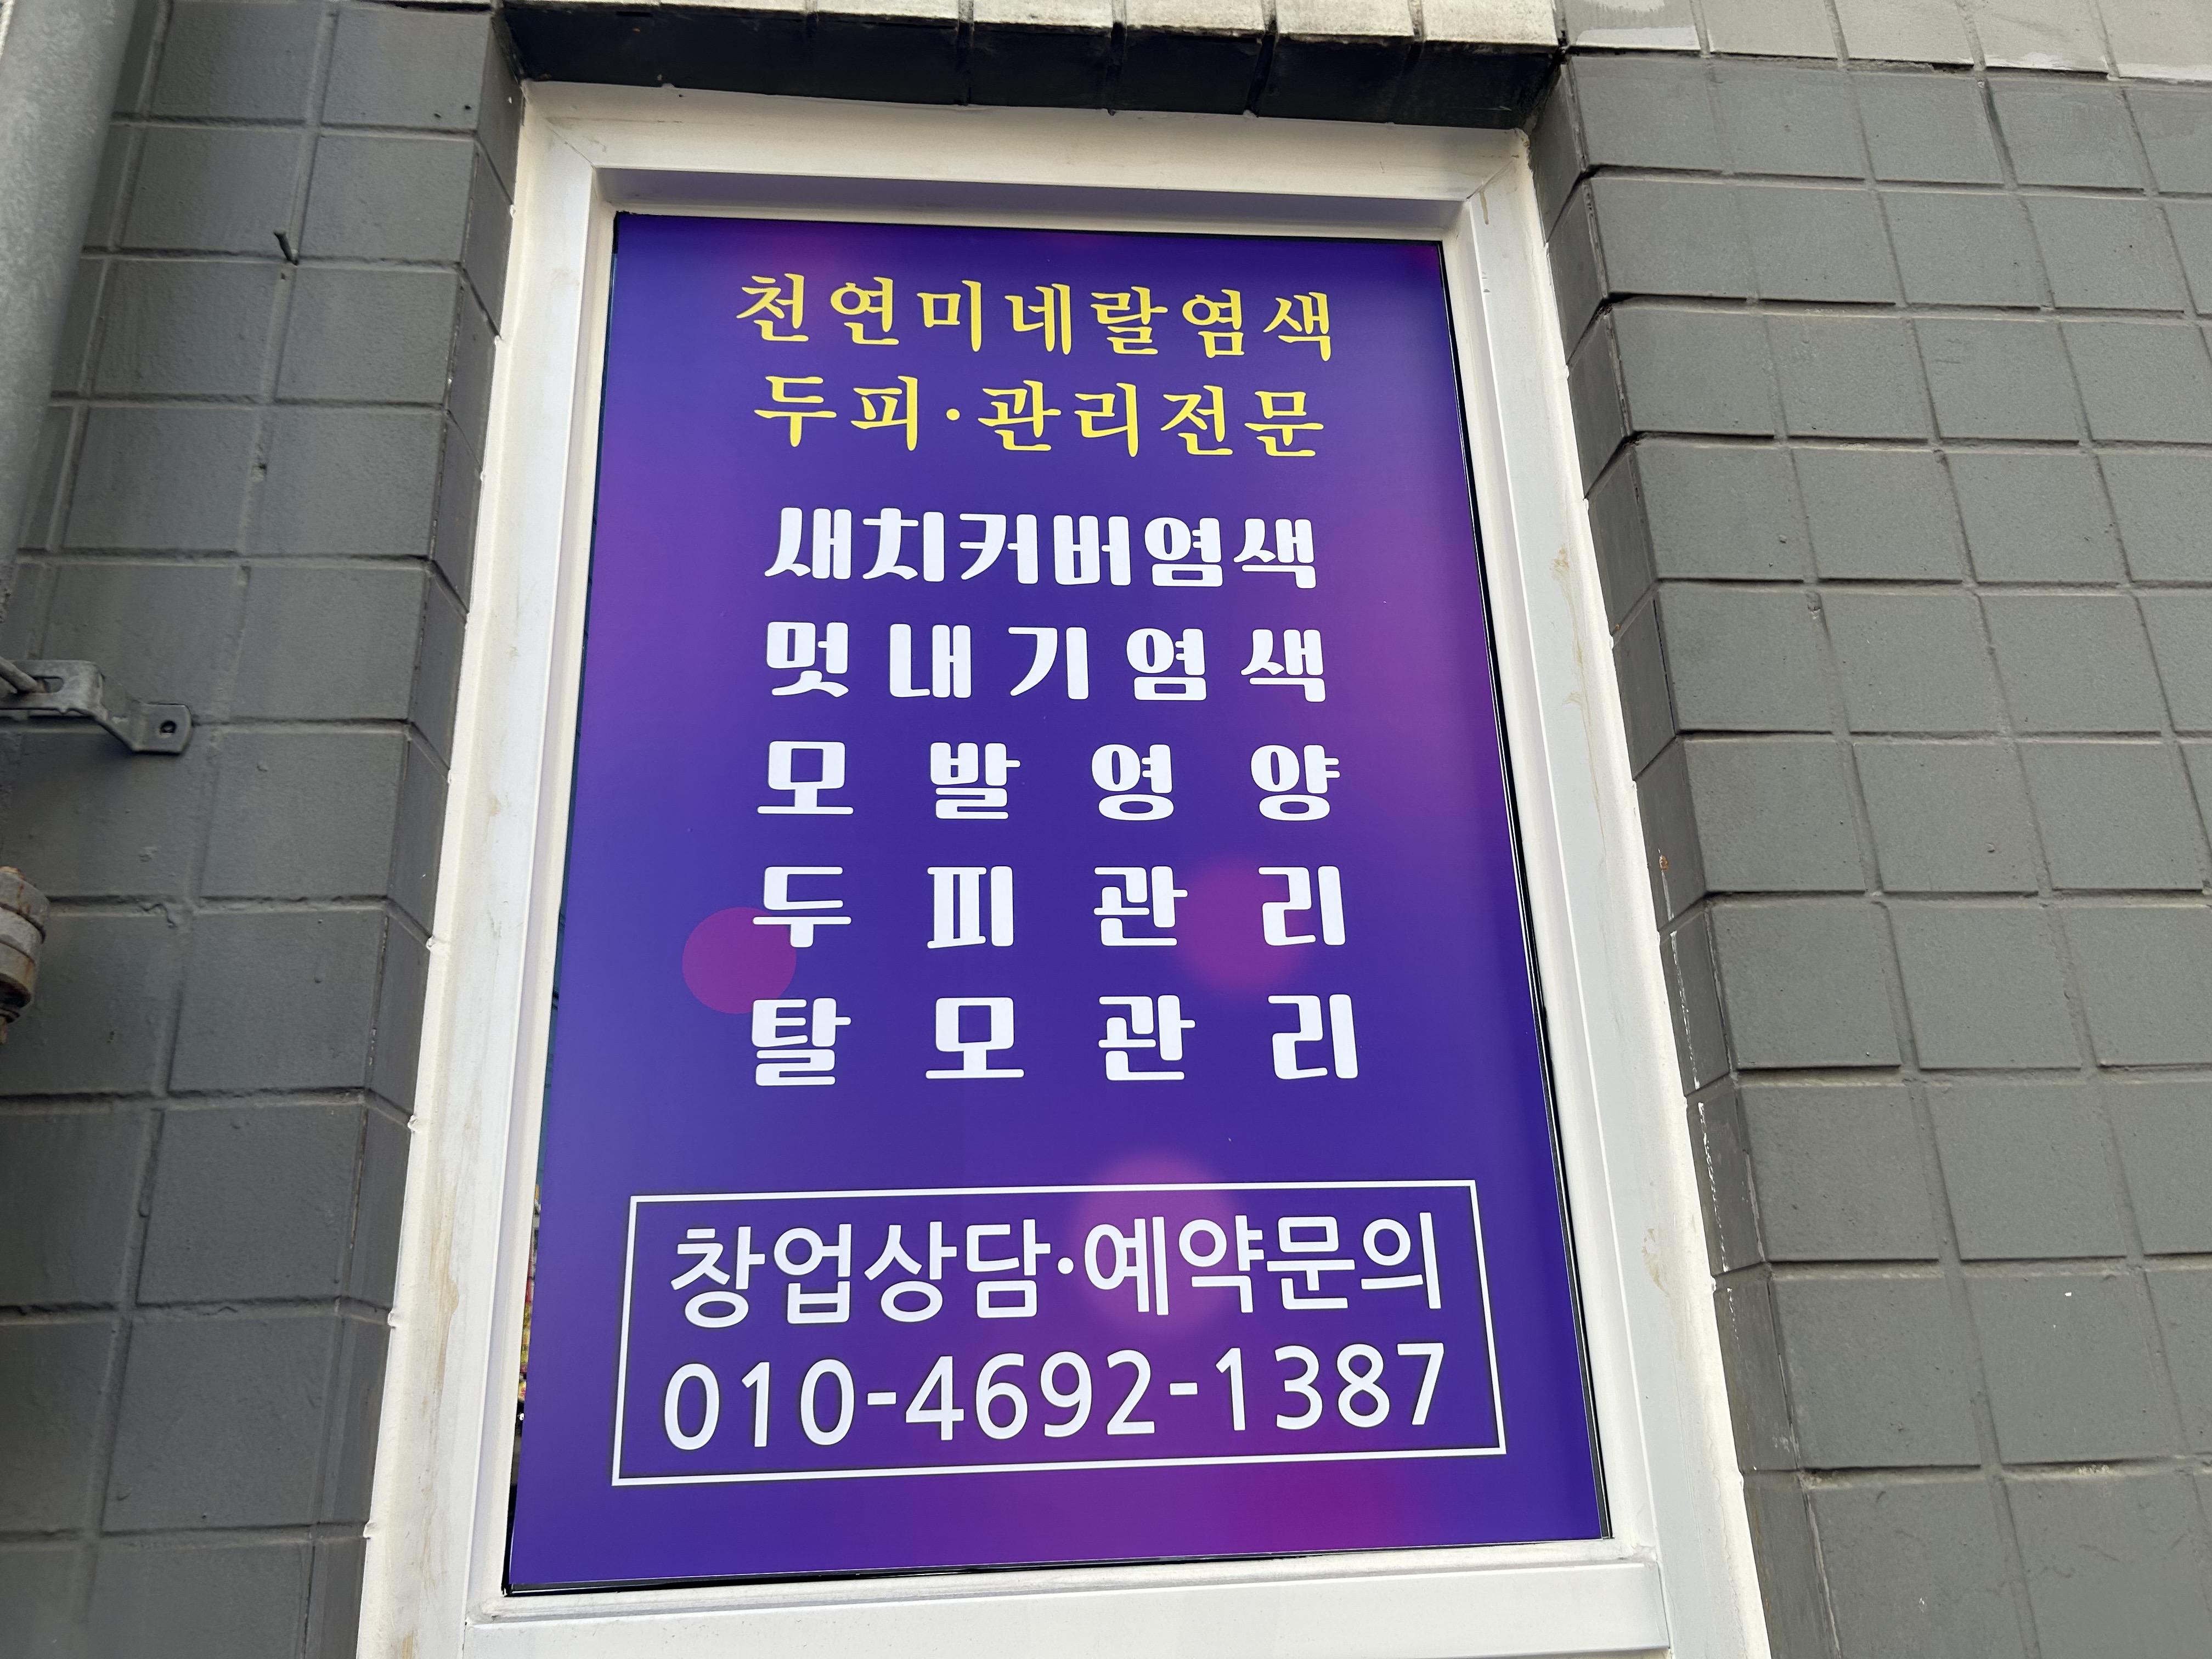 천연미네랄염색
두피·관리전문
새치커버염색
멋내기염색
모발영양
두피관리
탈모관리
창업상담·예약문의
010-4692-1387